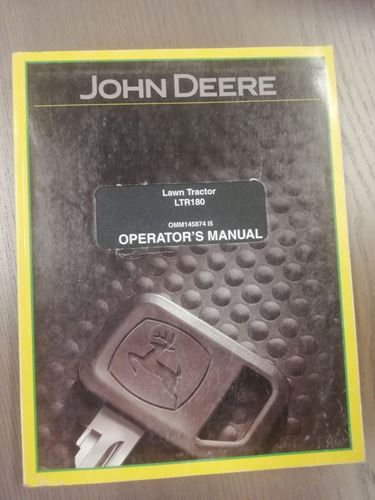 JOHN DEERE
Lawn Tractor
LTR180
OMM145874 I5
OPERATOR'S MANUAL